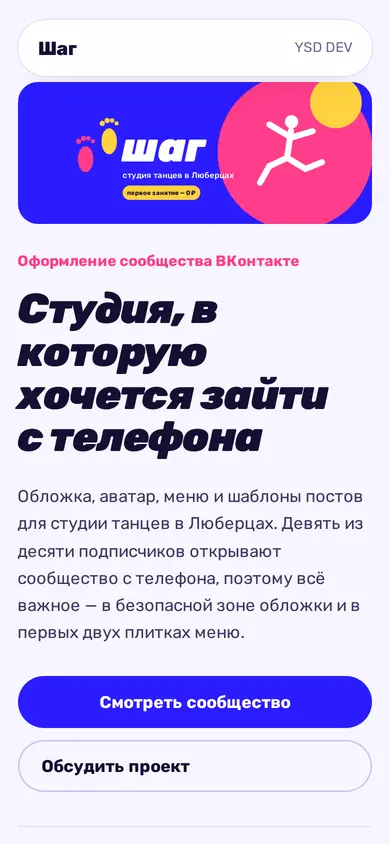 Шаг
YSD DEV
шаг
студия танцев в Люберцах
первое занятие — 0 ₽
Оформление сообщества ВКонтакте
Студия, в
которую
хочется зайти
с телефона
Обложка, аватар, меню и шаблоны постов
для студии танцев в Люберцах. Девять из
десяти подписчиков открывают
сообщество с телефона, поэтому всё
важное — в безопасной зоне обложки и в
первых двух плитках меню.
Смотреть сообщество
Обсудить проект